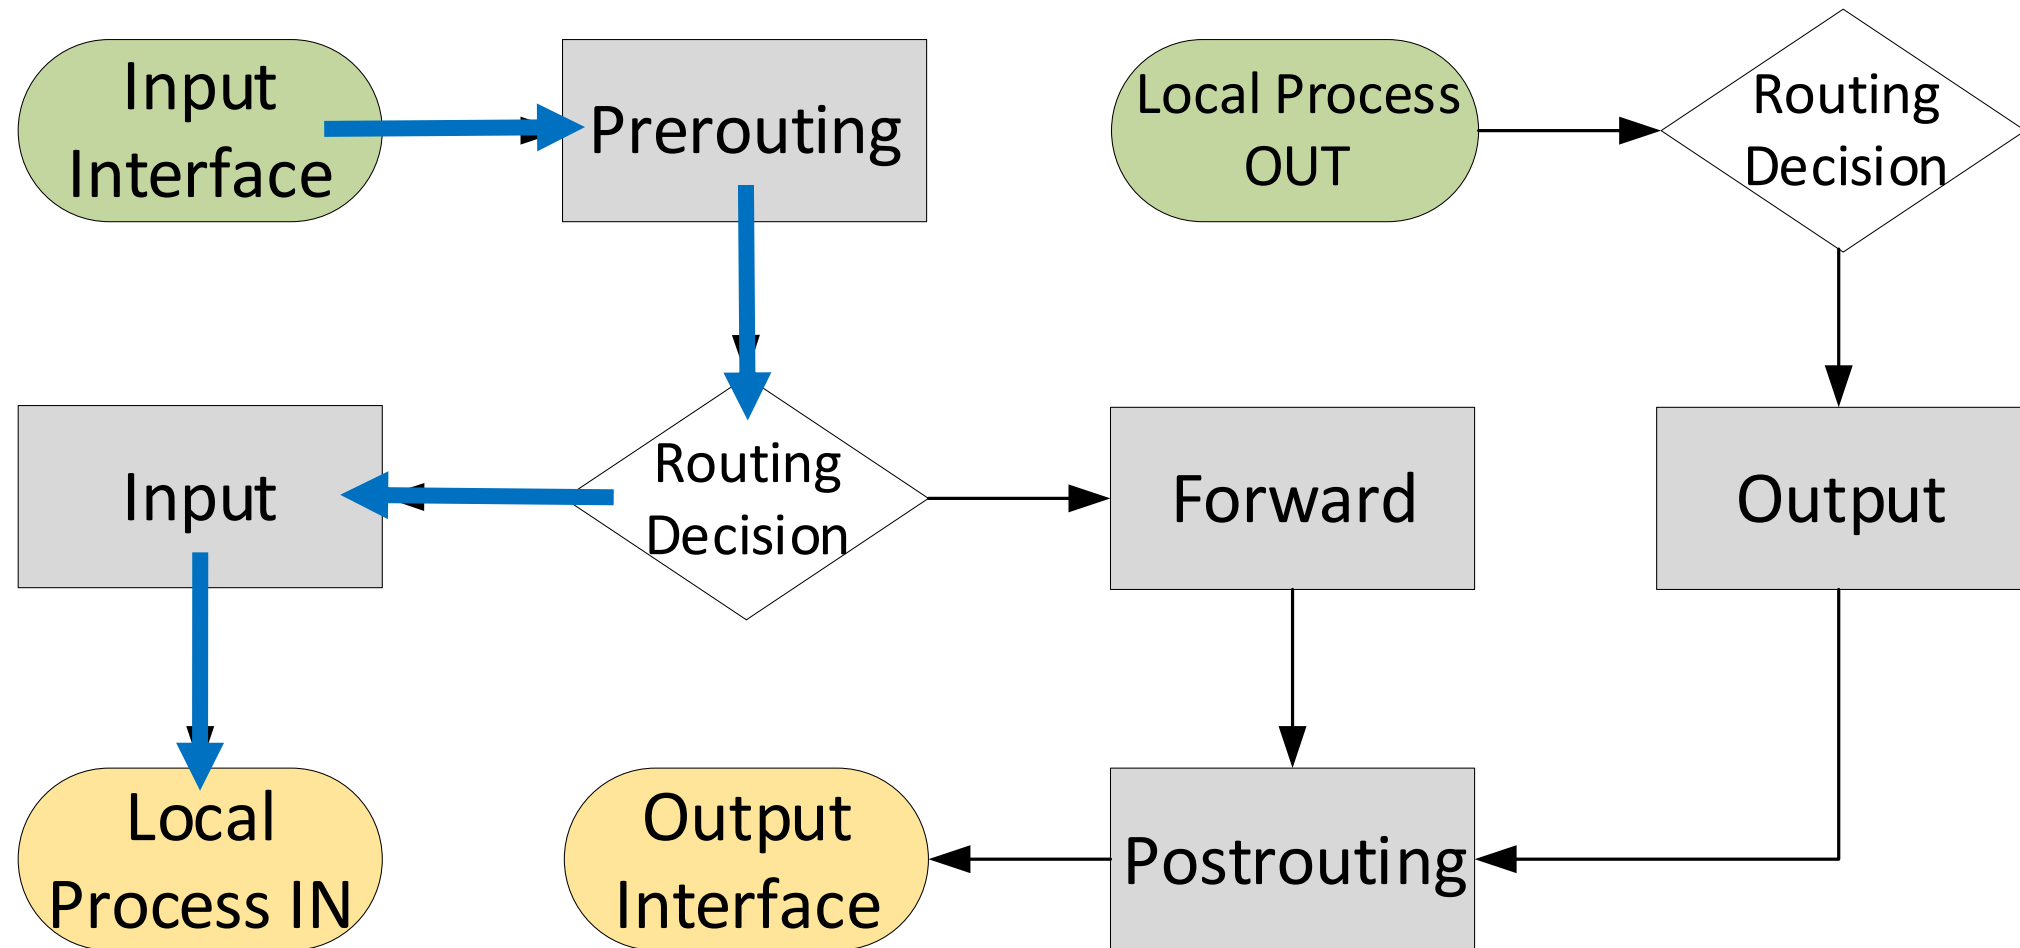 Input
Interface
Prerouting
Local Process
OUT
Routing
Decision
Input
Routing
Decision
Forward
Output
Local
Process IN
Output
Interface
Postrouting